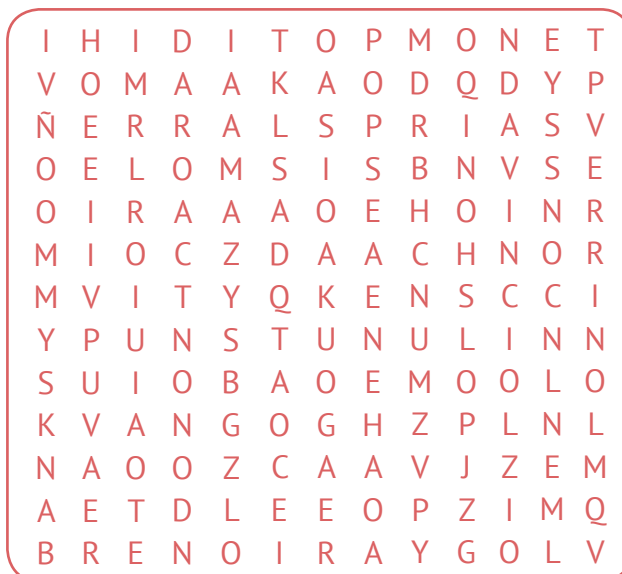 I H I D I T O P M O N E T
V O M A A K A O D Q D Y P
Ñ E R R A L S P R I A S V
O E L O M S I S B N V S E
O I R A A A O E H O I N R
M I O C Z D A A C H N O R
M V I T Y Q K E N S C C I
Y P U N S T U N U L I N N
S U I O B A O E M O O L O
K V A N G O G H Z P L N L
N A O O Z C A A V J Z E M
A E T D L E E O P Z I M Q
B R E N O I R A Y G O L V